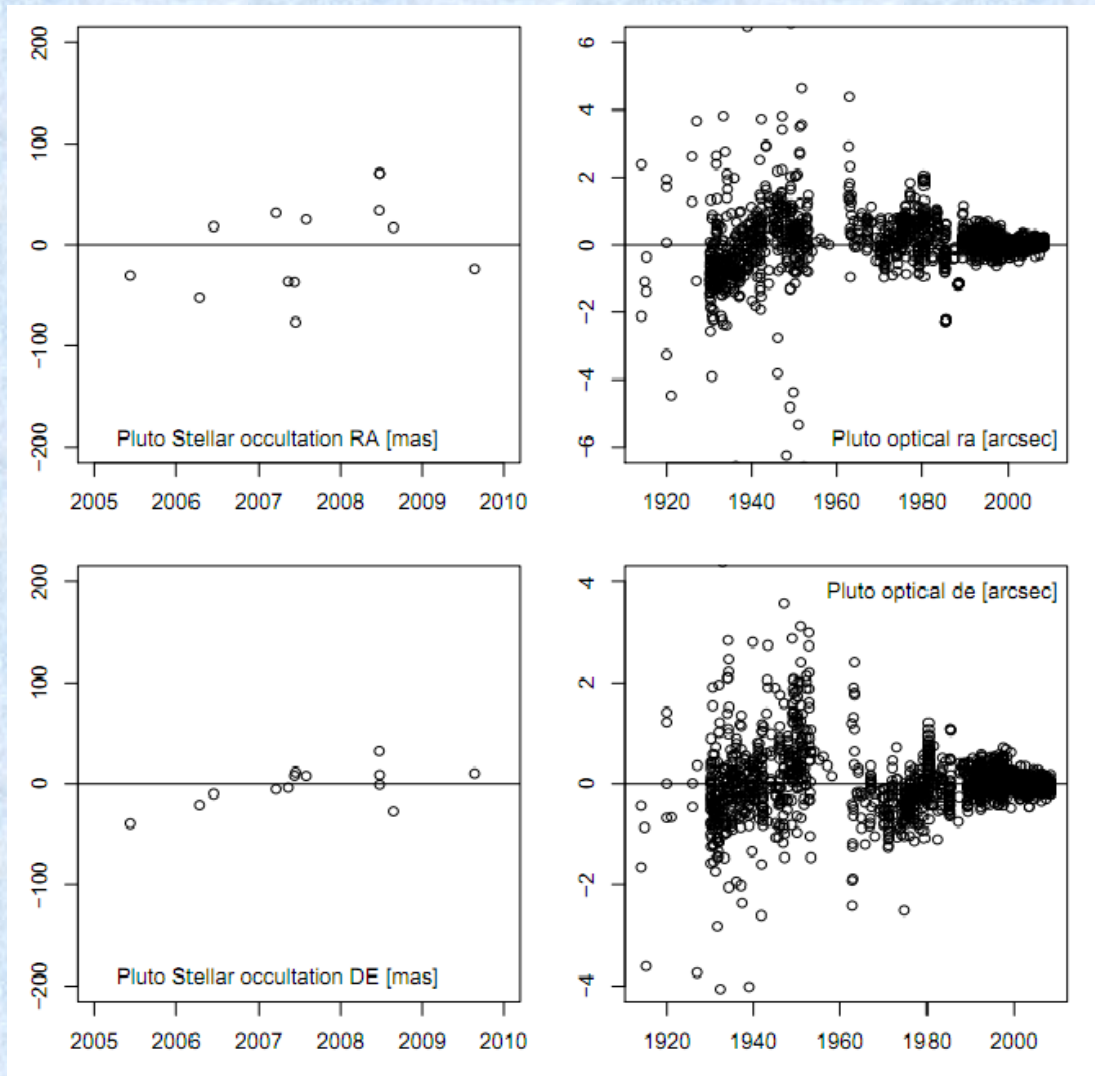 200
100
0
−100
−200
Pluto Stellar occultation RA [mas]
2005 2006 2007 2008 2009 2010
6
4
2
0
−2
−4
−6
Pluto optical ra [arcsec]
1920 1940 1960 1980 2000
200
100
0
−100
−200
Pluto Stellar occultation DE [mas]
2005 2006 2007 2008 2009 2010
4
2
0
−2
−4
Pluto optical de [arcsec]
1920 1940 1960 1980 2000